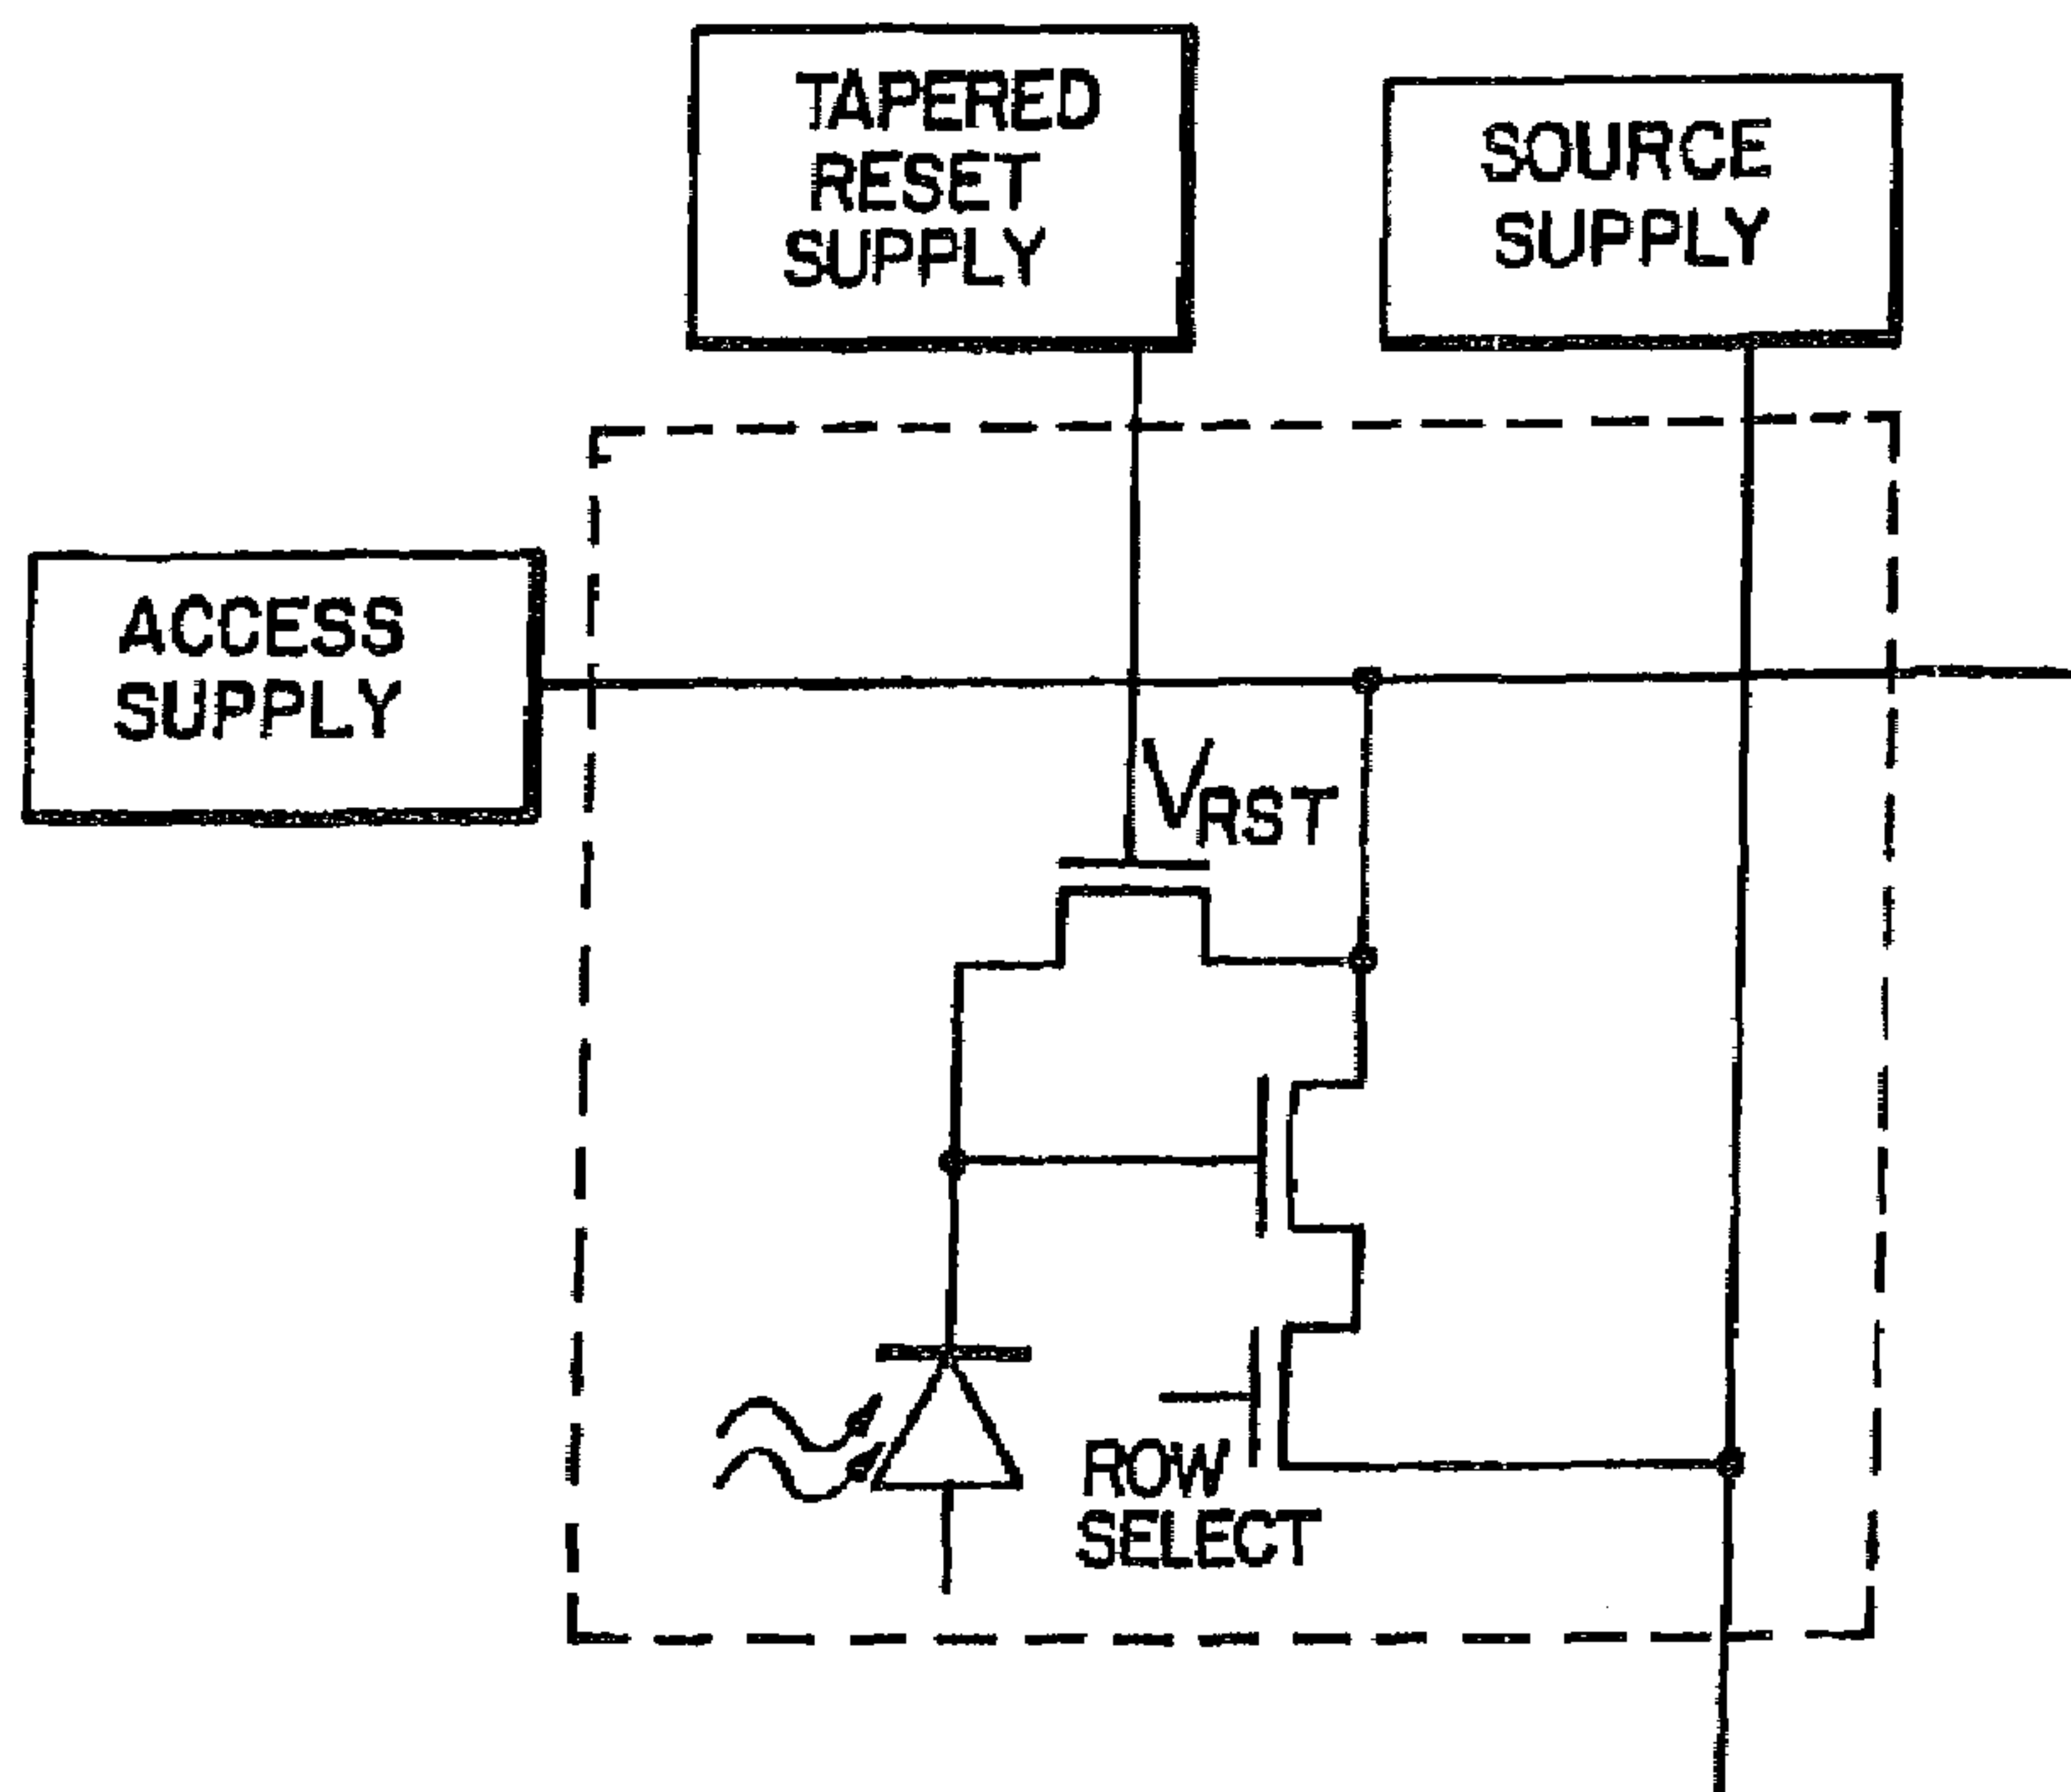 TAPERED
RESET
SUPPLY
SOURCE
SUPPLY
ACCESS
SUPPLY
VRST
ROW
SELECT